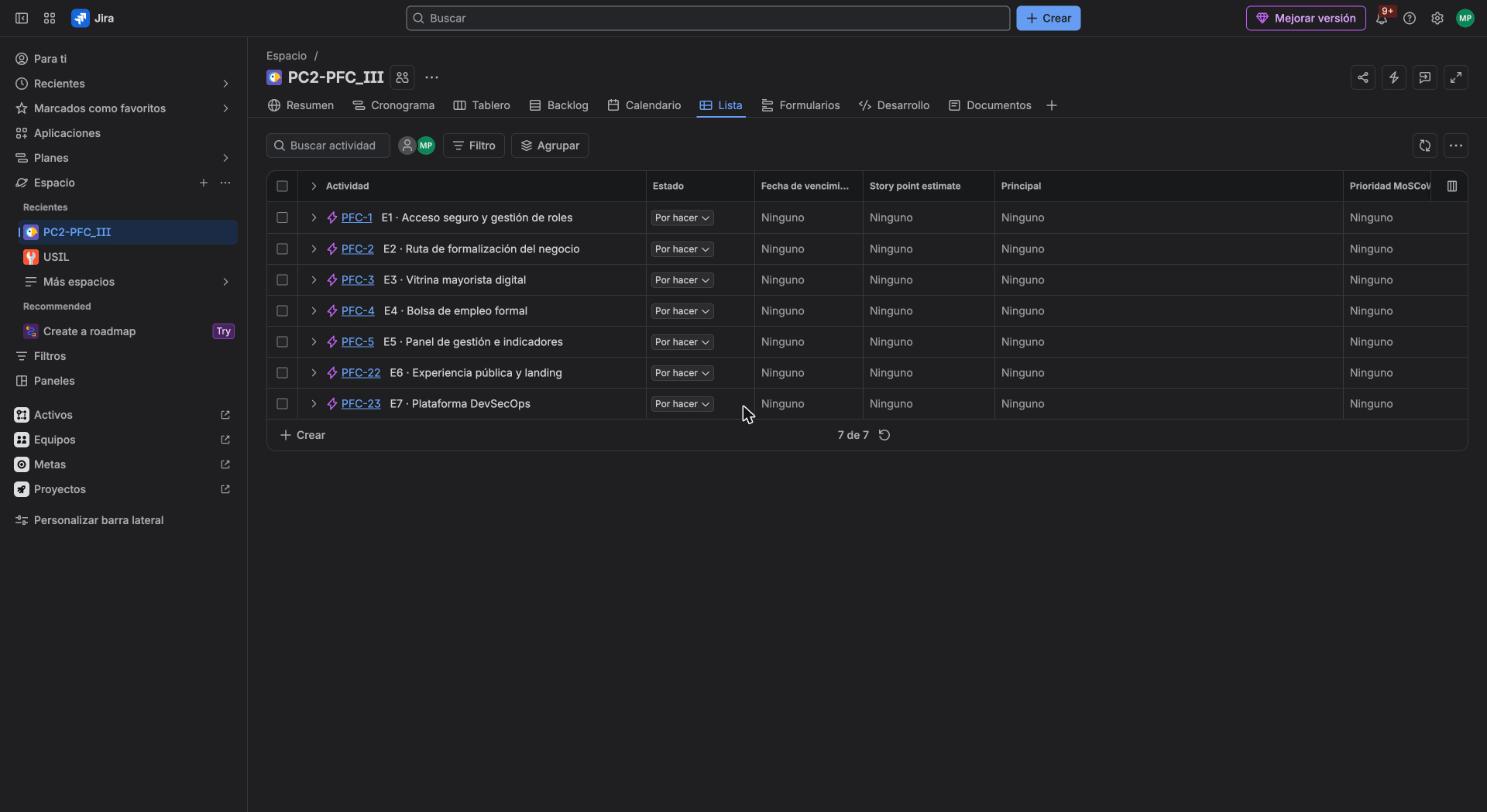 Jira
Buscar
Crear
Mejorar versión
9+
MP
Para ti
Recientes
Marcados como favoritos
Aplicaciones
Planes
Espacio
Recientes
PC2-PFC_III
USIL
Más espacios
Recommended
Create a roadmap Try
Filtros
Paneles
Activos
Equipos
Metas
Proyectos
Personalizar barra lateral
Espacio /
PC2-PFC_III
Resumen Cronograma Tablero Backlog Calendario Lista Formularios Desarrollo Documentos
Buscar actividad MP Filtro Agrupar
Actividad Estado Fecha de vencimi... Story point estimate Principal Prioridad MoSCoW
PFC-1 E1 · Acceso seguro y gestión de roles Por hacer Ninguno Ninguno Ninguno Ninguno
PFC-2 E2 · Ruta de formalización del negocio Por hacer Ninguno Ninguno Ninguno Ninguno
PFC-3 E3 · Vitrina mayorista digital Por hacer Ninguno Ninguno Ninguno Ninguno
PFC-4 E4 · Bolsa de empleo formal Por hacer Ninguno Ninguno Ninguno Ninguno
PFC-5 E5 · Panel de gestión e indicadores Por hacer Ninguno Ninguno Ninguno Ninguno
PFC-22 E6 · Experiencia pública y landing Por hacer Ninguno Ninguno Ninguno Ninguno
PFC-23 E7 · Plataforma DevSecOps Por hacer Ninguno Ninguno Ninguno Ninguno
Crear 7 de 7